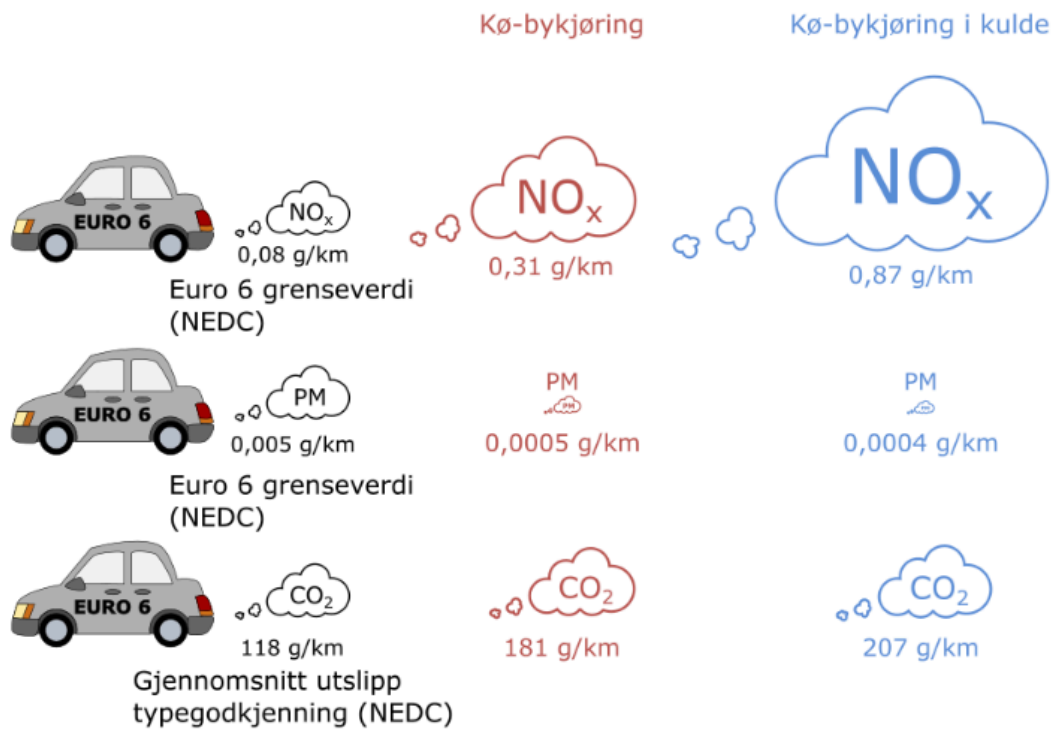 Kø-bykjøring
Kø-bykjøring i kulde
EURO 6
NOx
0,08 g/km
Euro 6 grenseverdi
(NEDC)
NOx
0,31 g/km
NOx
0,87 g/km
EURO 6
PM
0,005 g/km
Euro 6 grenseverdi
(NEDC)
PM
PM
0,0005 g/km
PM
PM
0,0004 g/km
EURO 6
CO₂
118 g/km
Gjennomsnitt utslipp
typegodkjenning (NEDC)
CO₂
181 g/km
CO₂
207 g/km